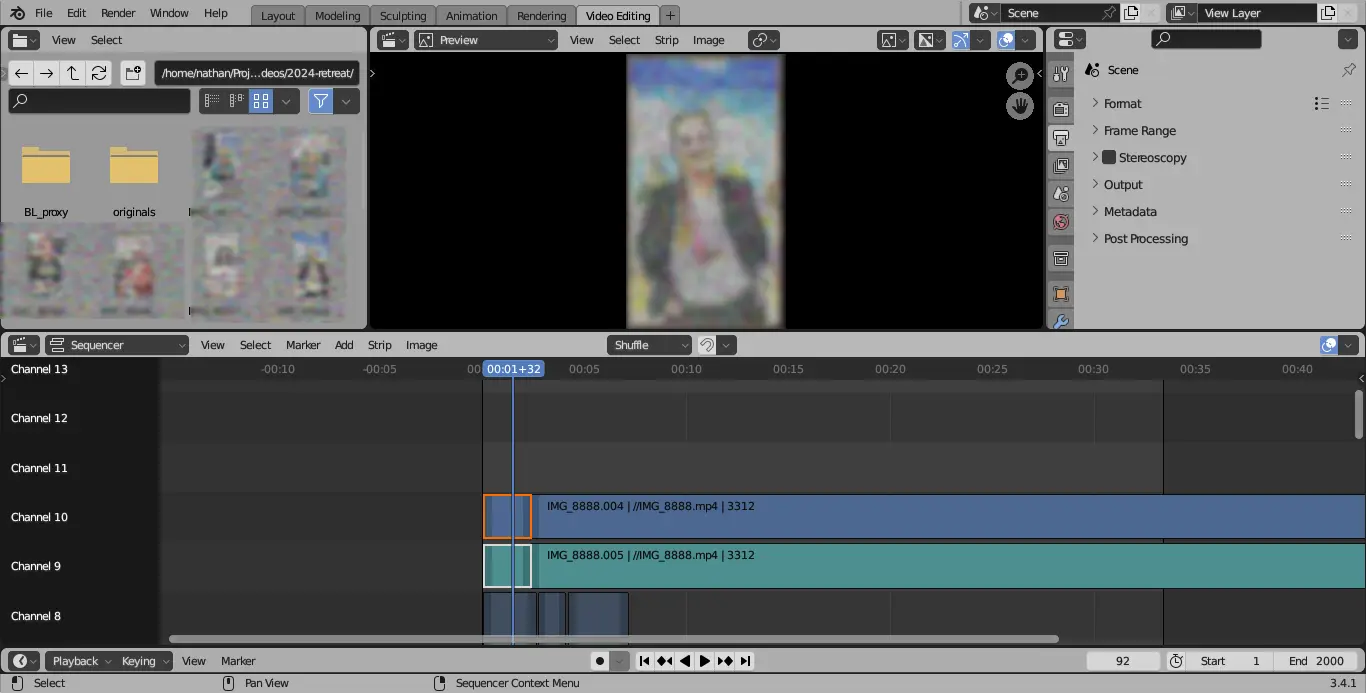 File Edit Render Window Help Layout Modeling Sculpting Animation Rendering Video Editing + Scene View Layer
View Select Preview View Select Strip Image
/home/nathan/Proj...deos/2024-retreat/
BL_proxy originals
Scene
Format
Frame Range
Stereoscopy
Output
Metadata
Post Processing
Sequencer View Select Marker Add Strip Image Shuffle
Channel 13 -00:10 -00:05 00 00:01+32 00:05 00:10 00:15 00:20 00:25 00:30 00:35 00:40
Channel 12
Channel 11
Channel 10 IMG_8888.004 | //IMG_8888.mp4 | 3312
Channel 9 IMG_8888.005 | //IMG_8888.mp4 | 3312
Channel 8
Playback Keying View Marker 92 Start 1 End 2000
Select Pan View Sequencer Context Menu 3.4.1